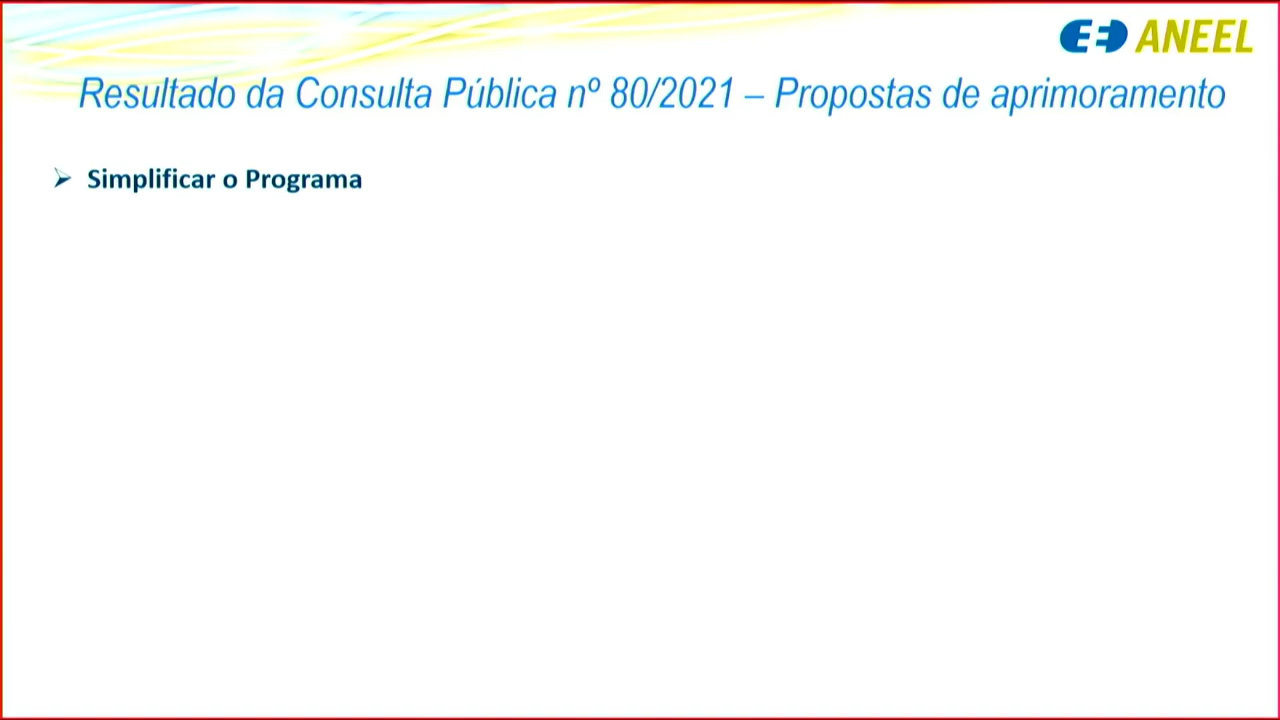 ANEEL
Resultado da Consulta Pública nº 80/2021 – Propostas de aprimoramento
➢ Simplificar o Programa